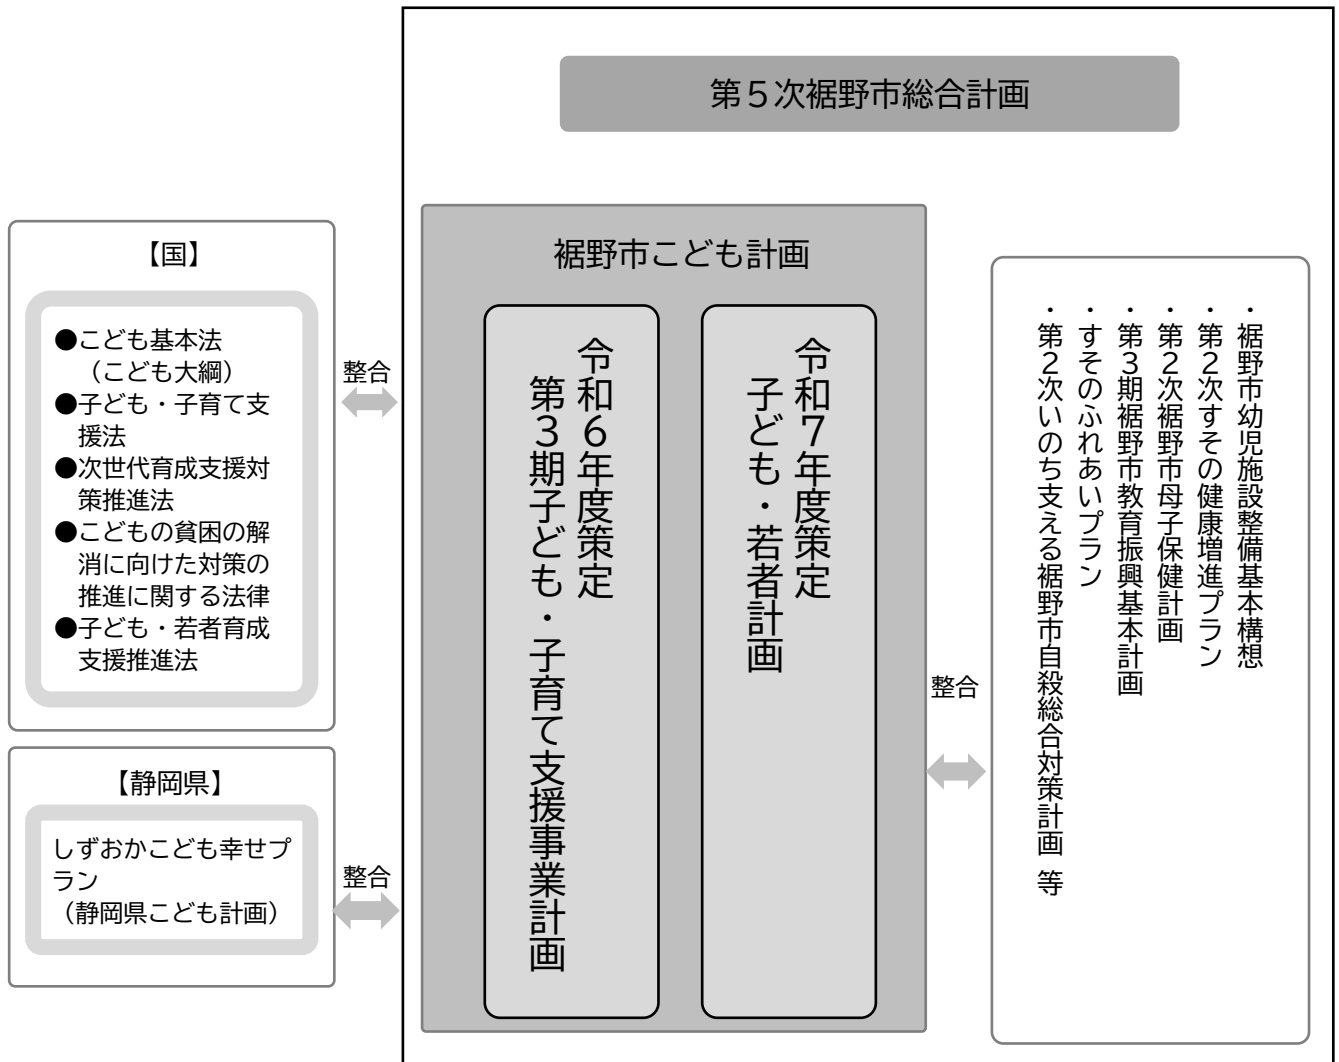 第５次裾野市総合計画
【国】
●こども基本法
（こども大綱）
●子ども・子育て支
援法
●次世代育成支援対
策推進法
●こどもの貧困の解
消に向けた対策の
推進に関する法律
●子ども・若者育成
支援推進法
整合
【静岡県】
しずおかこども幸せプ
ラン
（静岡県こども計画）
整合
裾野市こども計画
令和７年度策定
子ども・若者計画
令和６年度策定
第３期子ども・子育て支援事業計画
整合
・裾野市幼児施設整備基本構想
・第２次すその健康増進プラン
・第２次裾野市母子保健計画
・第３期裾野市教育振興基本計画
・すそのふれあいプラン
・第２次いのち支える裾野市自殺総合対策計画 等